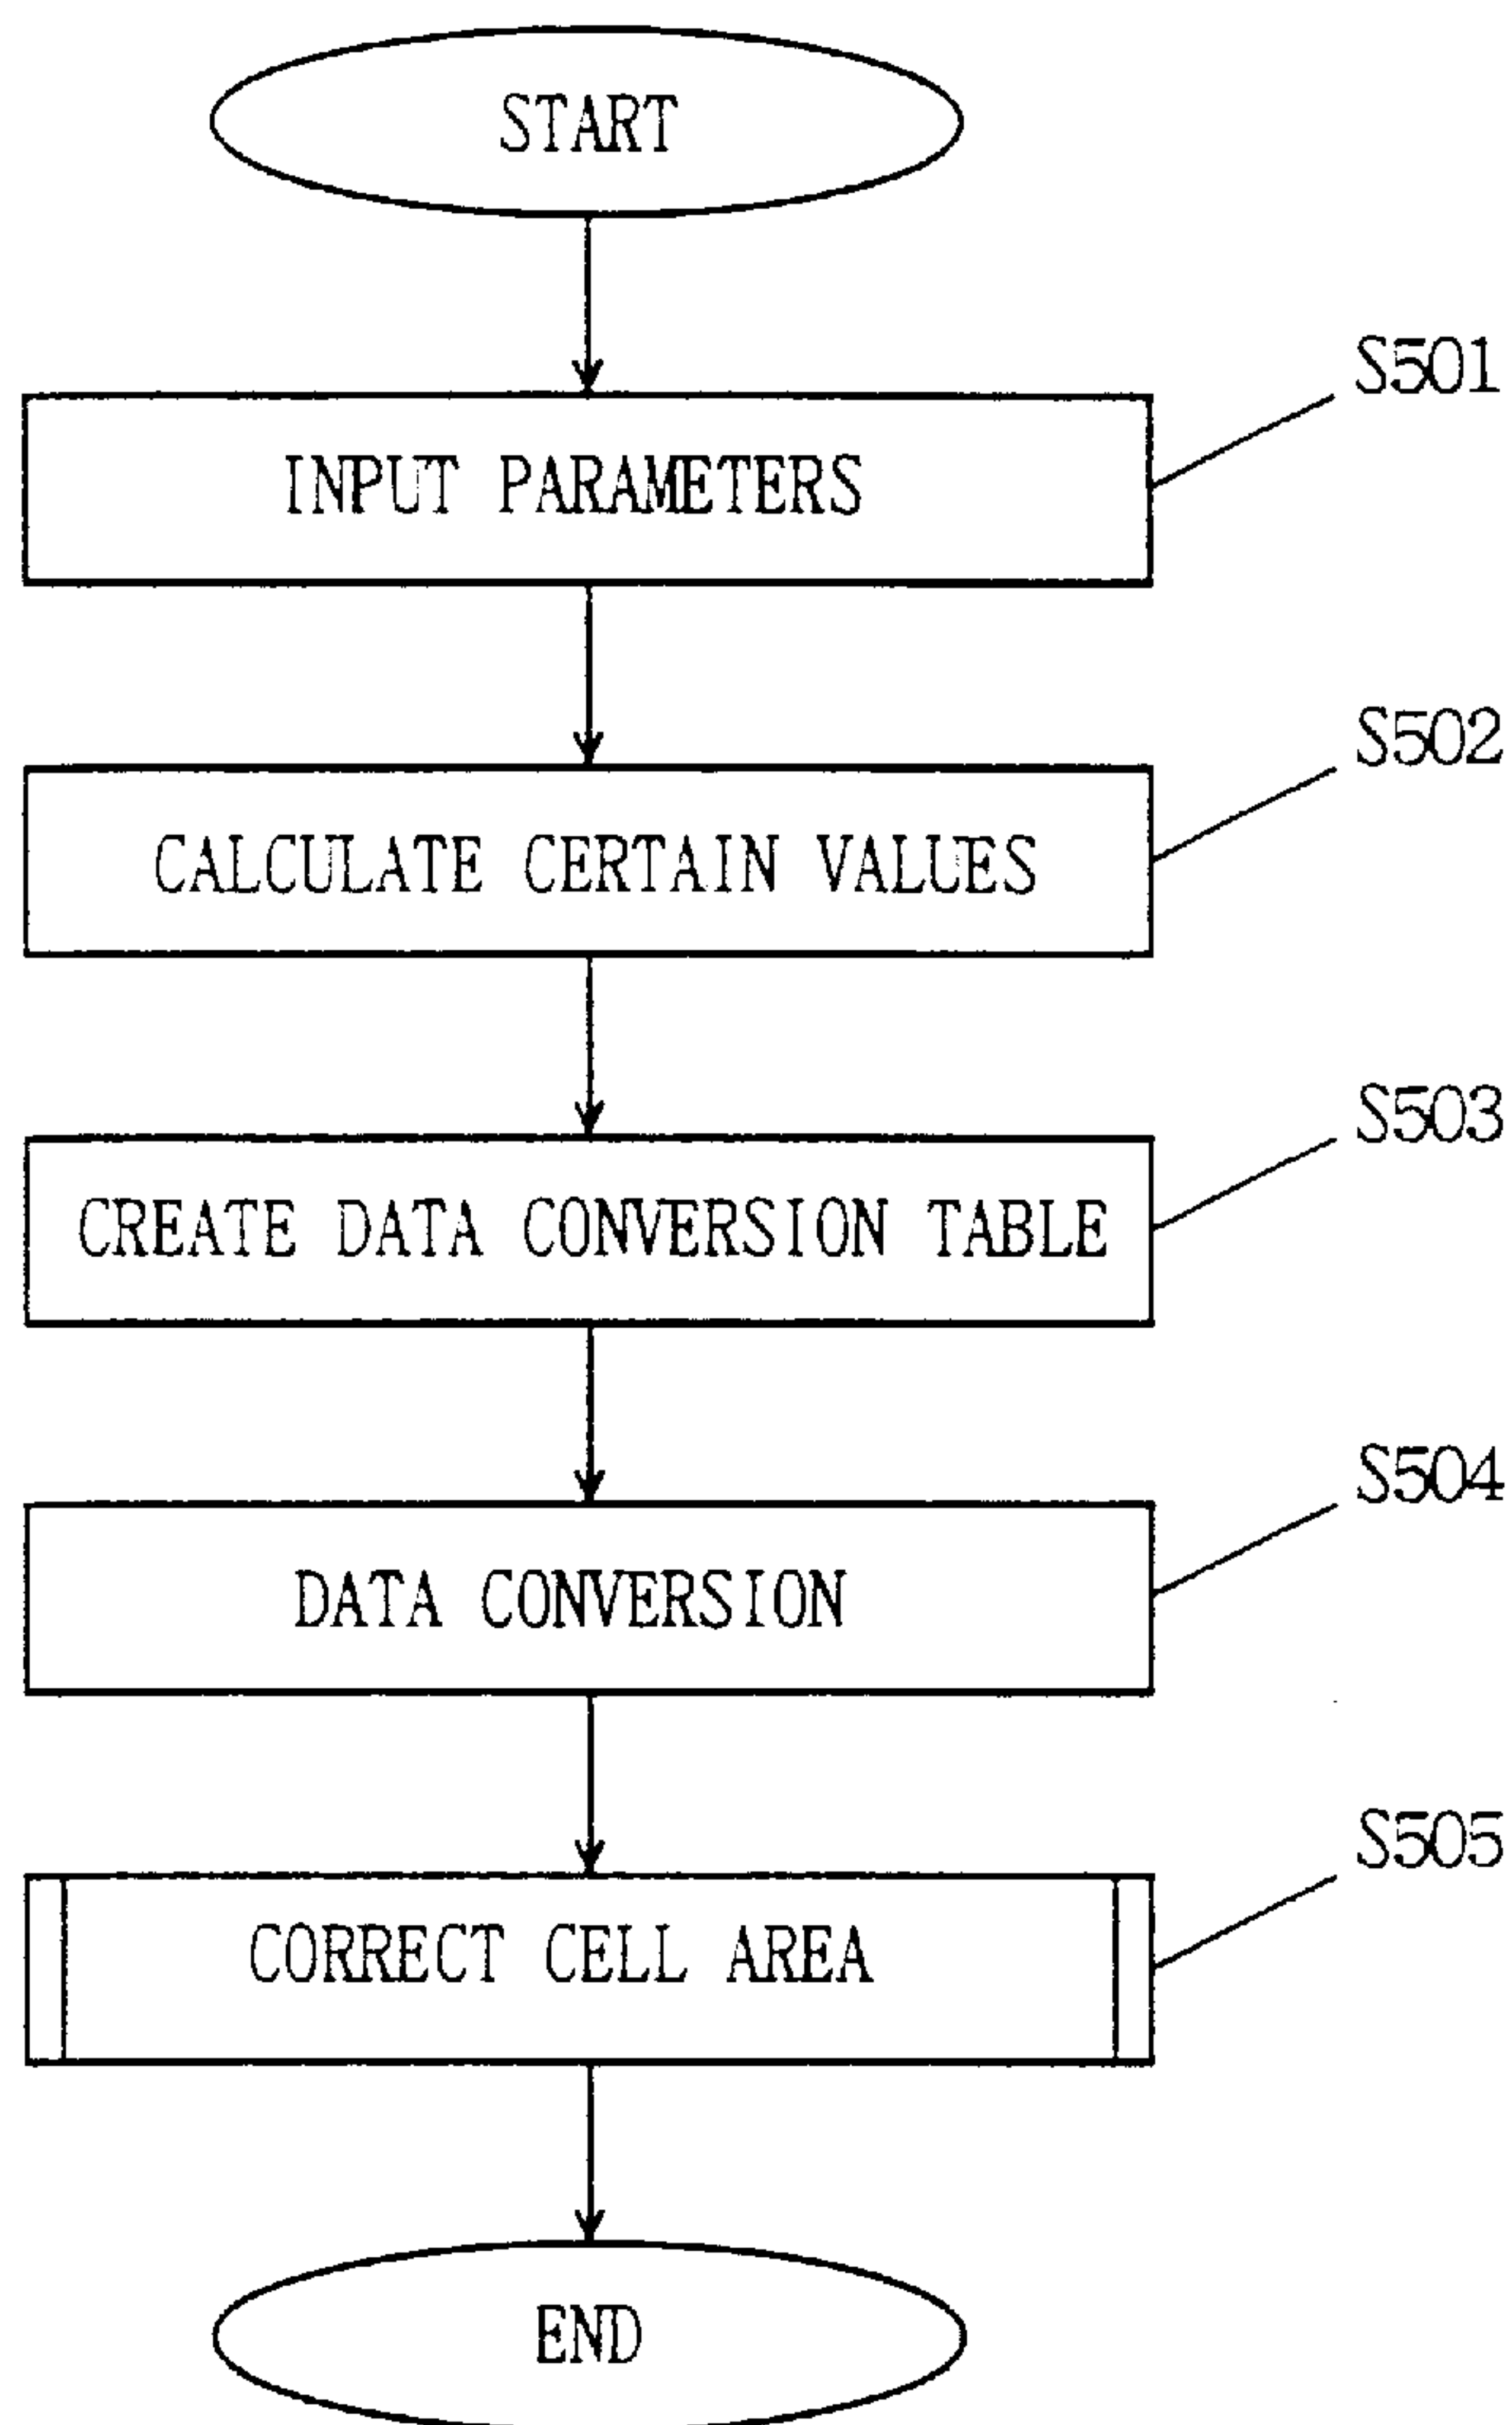 START
S501
INPUT PARAMETERS
S502
CALCULATE CERTAIN VALUES
S503
CREATE DATA CONVERSION TABLE
S504
DATA CONVERSION
S505
CORRECT CELL AREA
END